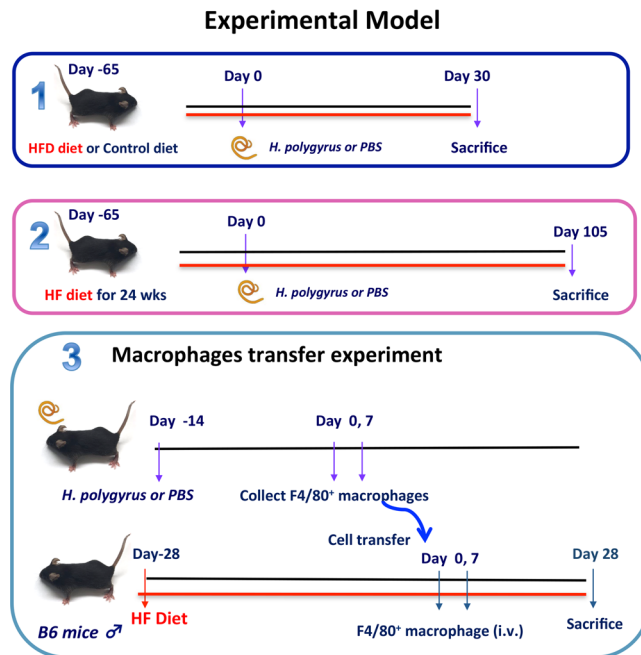 Experimental Model
1
Day -65
Day 0
Day 30
HFD diet or Control diet
H. polygyrus or PBS
Sacrifice
2
Day -65
Day 0
Day 105
HF diet for 24 wks
H. polygyrus or PBS
Sacrifice
3
Macrophages transfer experiment
Day -14
Day 0, 7
H. polygyrus or PBS
Collect F4/80⁺ macrophages
Cell transfer
Day-28
Day 0, 7
Day 28
HF Diet
B6 mice ♂
F4/80⁺ macrophage (i.v.)
Sacrifice